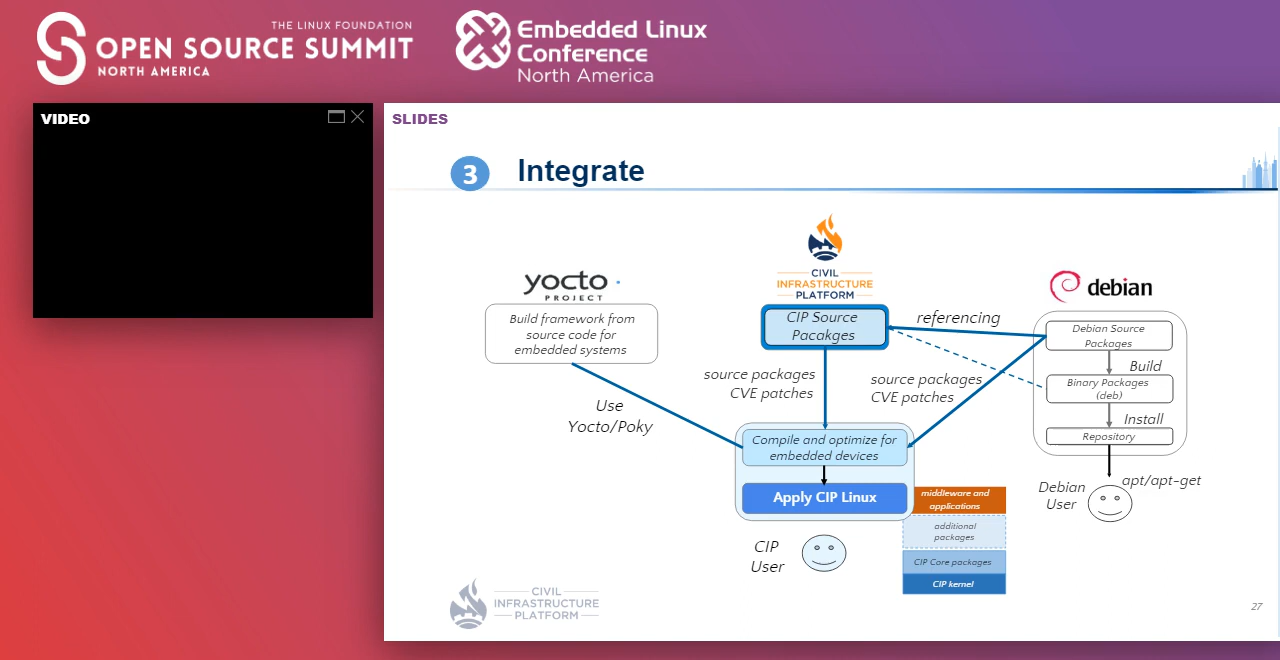 THE LINUX FOUNDATION
OPEN SOURCE SUMMIT
NORTH AMERICA
Embedded Linux
Conference
North America
VIDEO
SLIDES
3 Integrate
yocto
PROJECT
Build framework from
source code for
embedded systems
Use
Yocto/Poky
CIVIL
INFRASTRUCTURE
PLATFORM
CIP Source
Pacakges
referencing
source packages
CVE patches
source packages
CVE patches
debian
Debian Source
Packages
Build
Binary Packages
(deb)
Install
Repository
apt/apt-get
Debian
User
Compile and optimize for
embedded devices
Apply CIP Linux
CIP
User
middleware and
applications
additional
packages
CIP Core packages
CIP kernel
CIVIL
INFRASTRUCTURE
PLATFORM
27